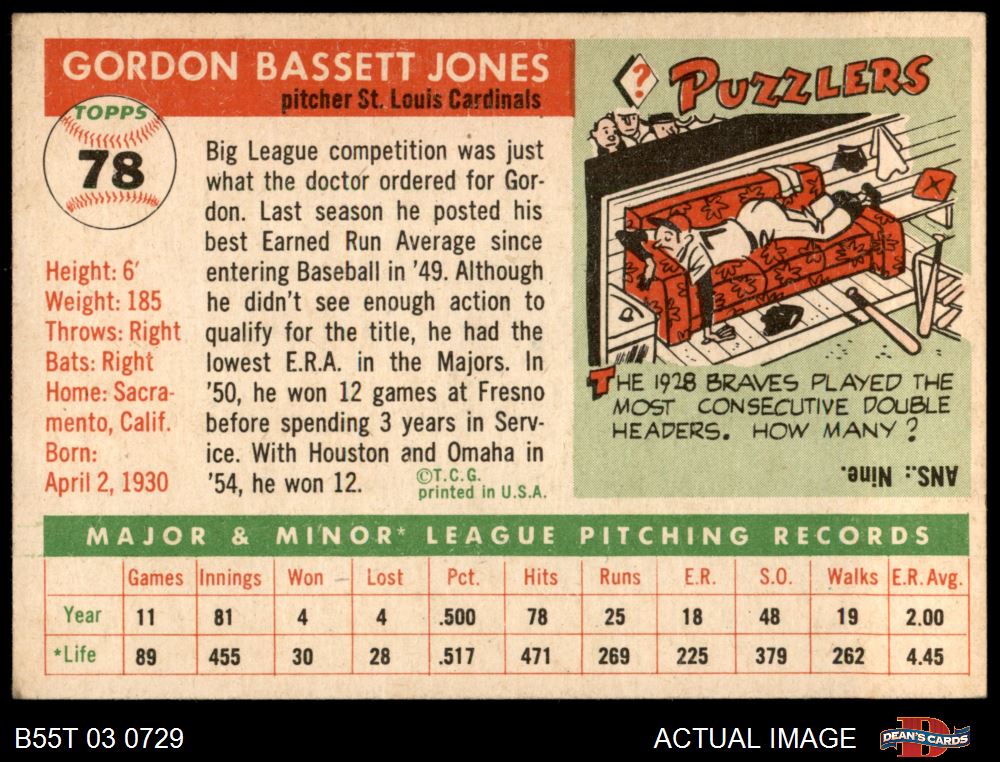 GORDON BASSETT JONES
pitcher St. Louis Cardinals
TOPPS
78
Height: 6′
Weight: 185
Throws: Right
Bats: Right
Home: Sacra-
mento, Calif.
Born:
April 2, 1930
Big League competition was just
what the doctor ordered for Gor-
don. Last season he posted his
best Earned Run Average since
entering Baseball in '49. Although
he didn't see enough action to
qualify for the title, he had the
lowest E.R.A. in the Majors. In
'50, he won 12 games at Fresno
before spending 3 years in Serv-
ice. With Houston and Omaha in
'54, he won 12.
©T.C.G.
printed in U.S.A.
?
PUZZLERS
THE 1928 BRAVES PLAYED THE
MOST CONSECUTIVE DOUBLE
HEADERS. HOW MANY?
ANS.: Nine.
MAJOR & MINOR* LEAGUE PITCHING RECORDS
Games Innings Won Lost Pct. Hits Runs E.R. S.O. Walks E.R.Avg.
Year 11 81 4 4 .500 78 25 18 48 19 2.00
*Life 89 455 30 28 .517 471 269 225 379 262 4.45
B55T 03 0729
ACTUAL IMAGE
D
DEAN'S CARDS